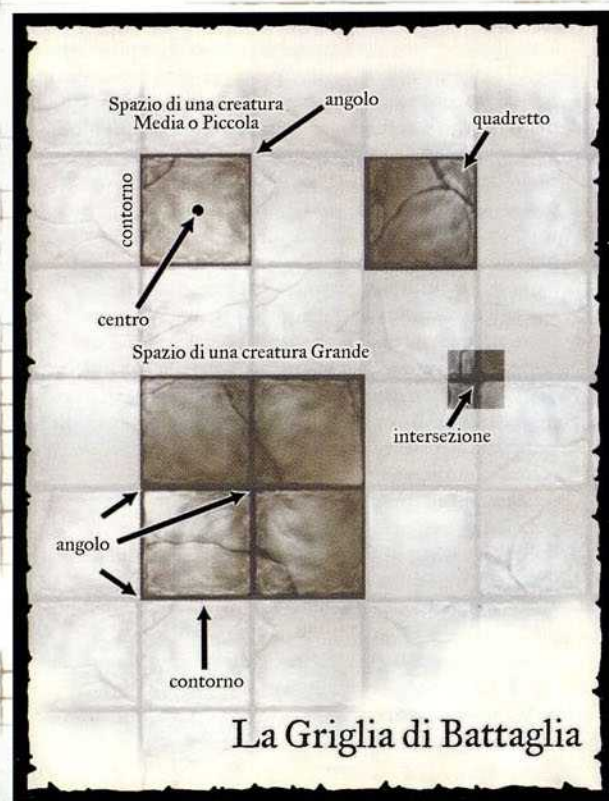 Spazio di una creatura
Media o Piccola
angolo
quadretto
contorno
centro
Spazio di una creatura Grande
intersezione
angolo
contorno
La Griglia di Battaglia